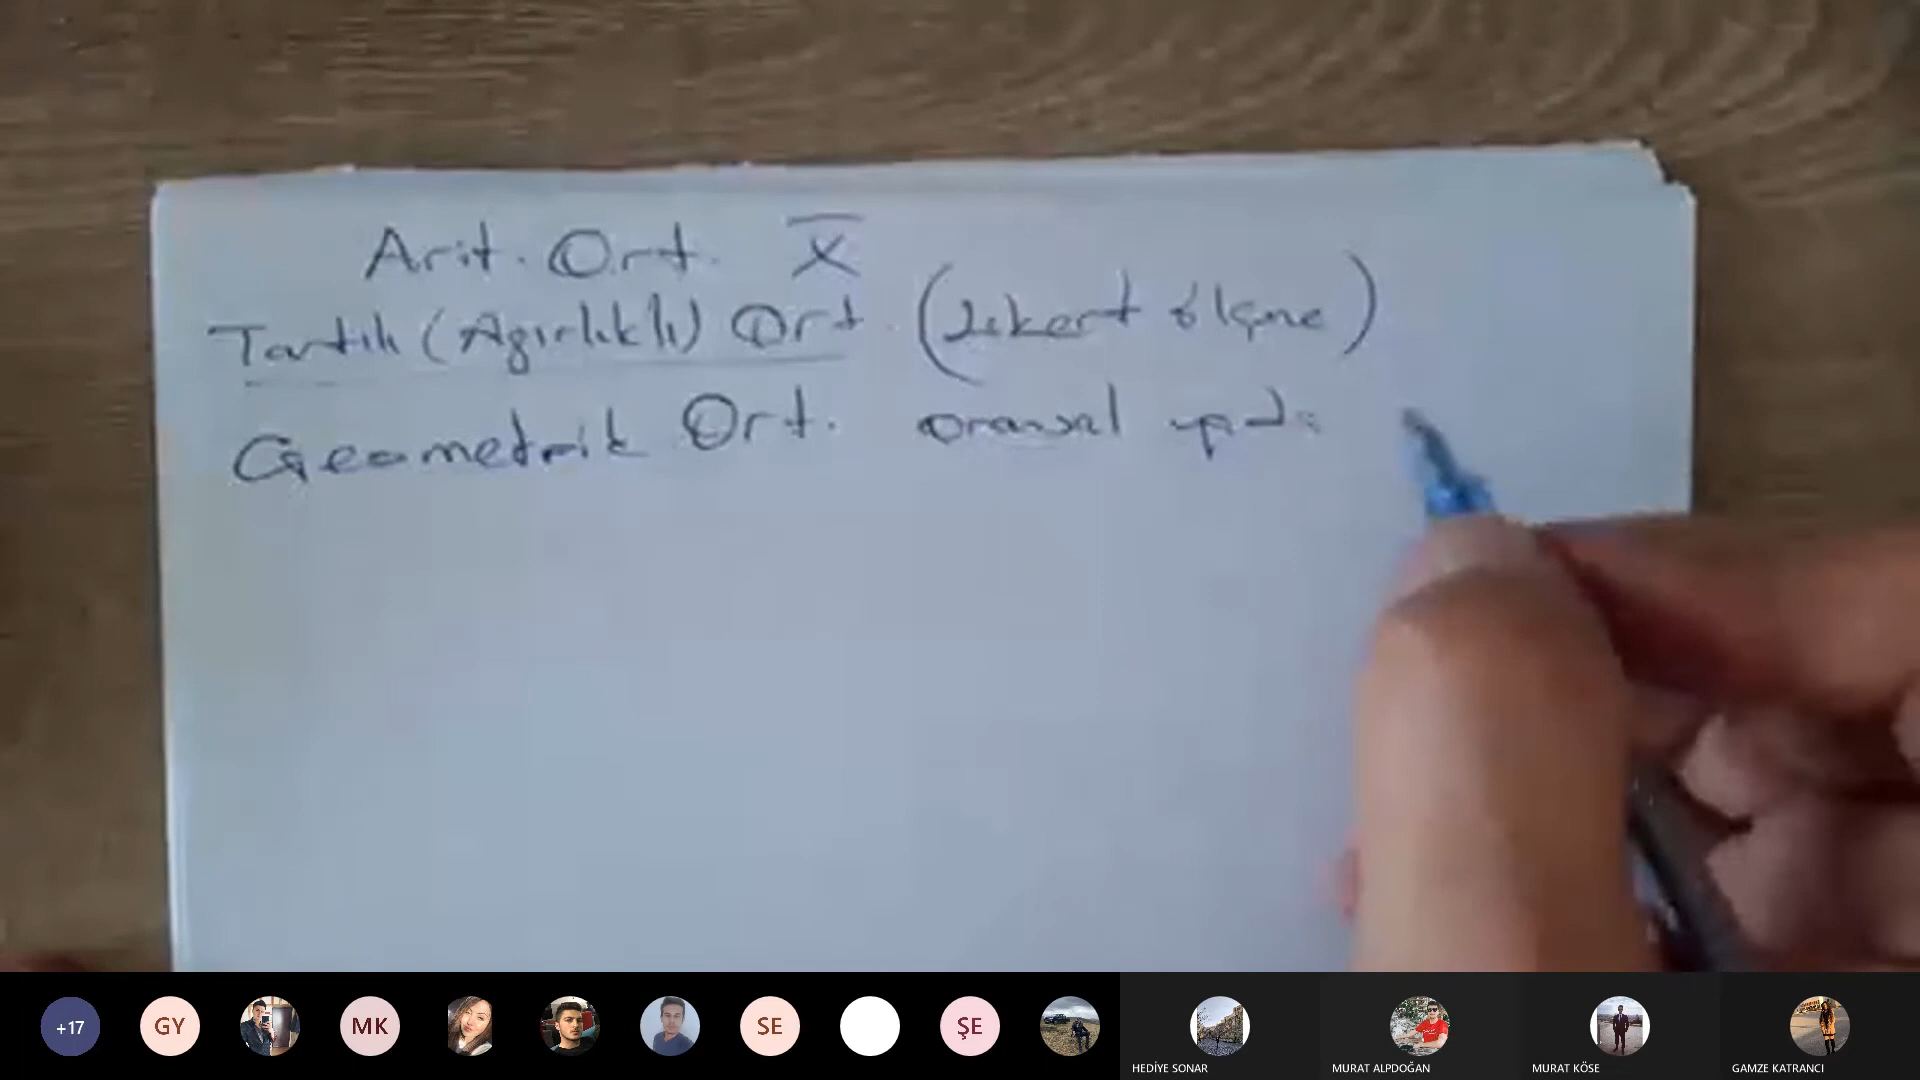 Arit. Ort. X̅
Tartılı (Ağırlıklı) Ort. (Likert ölçme)
Geometrik Ort. oransal
+17
GY
MK
SE
ŞE
HEDİYE SONAR
MURAT ALPDOĞAN
MURAT KÖSE
GAMZE KATRANCI